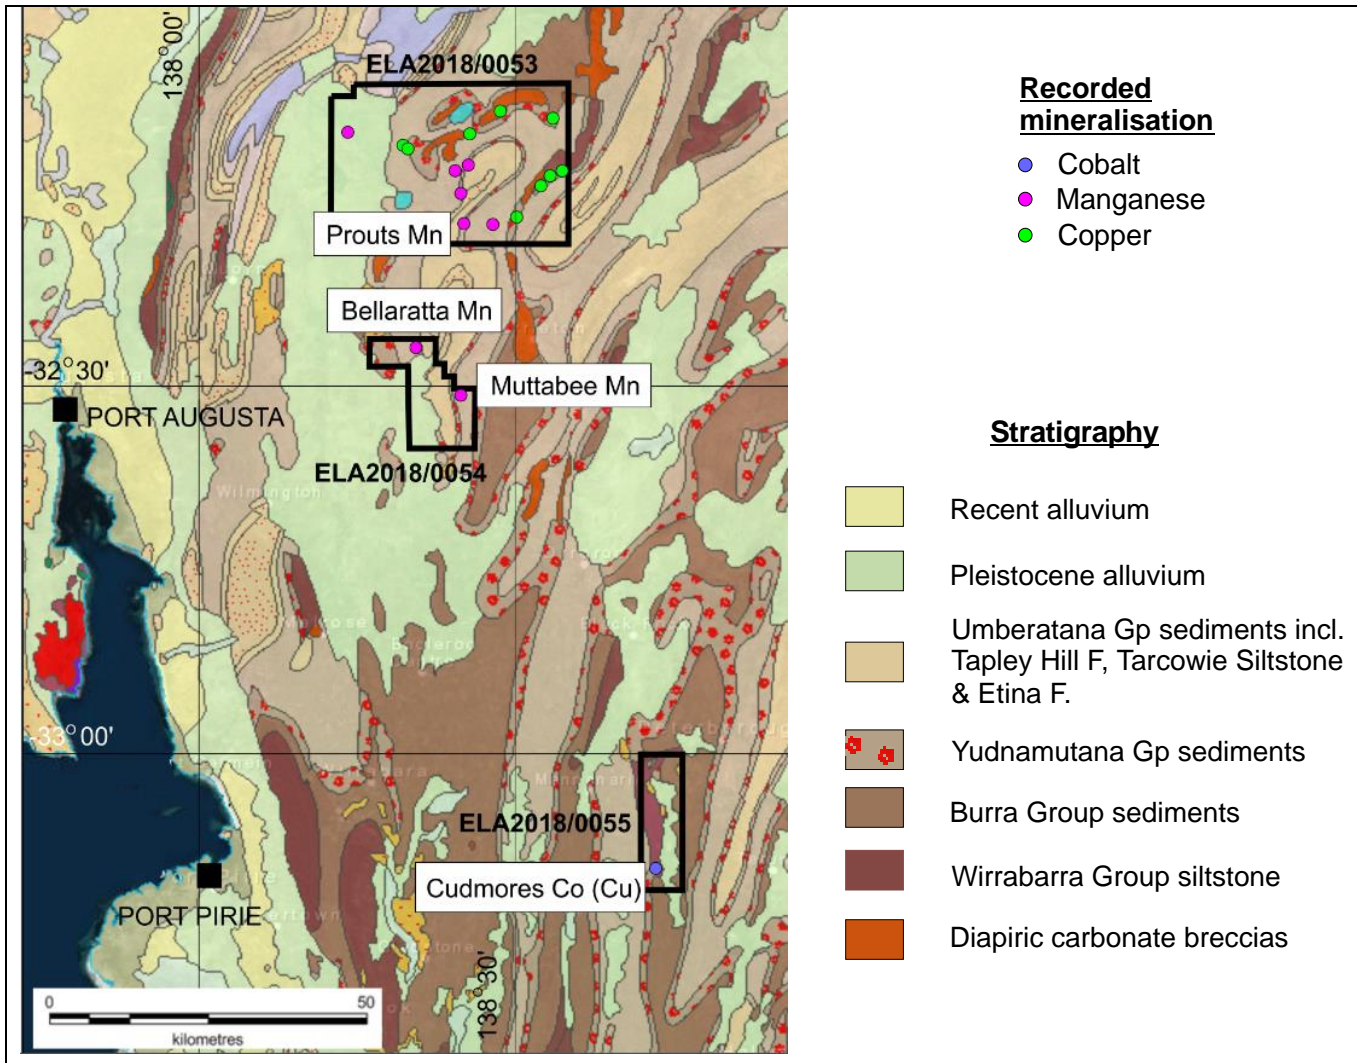 138°00'
ELA2018/0053
Prouts Mn
Bellaratta Mn
-32°30'
Muttabee Mn
PORT AUGUSTA
ELA2018/0054
Wilmington
Melrose
-33°00'
ELA2018/0055
Cudmores Co (Cu)
PORT PIRIE
138°30'
0 50
kilometres
Recorded
mineralisation
Cobalt
Manganese
Copper
Stratigraphy
Recent alluvium
Pleistocene alluvium
Umberatana Gp sediments incl.
Tapley Hill F, Tarcowie Siltstone
& Etina F.
Yudnamutana Gp sediments
Burra Group sediments
Wirrabarra Group siltstone
Diapiric carbonate breccias